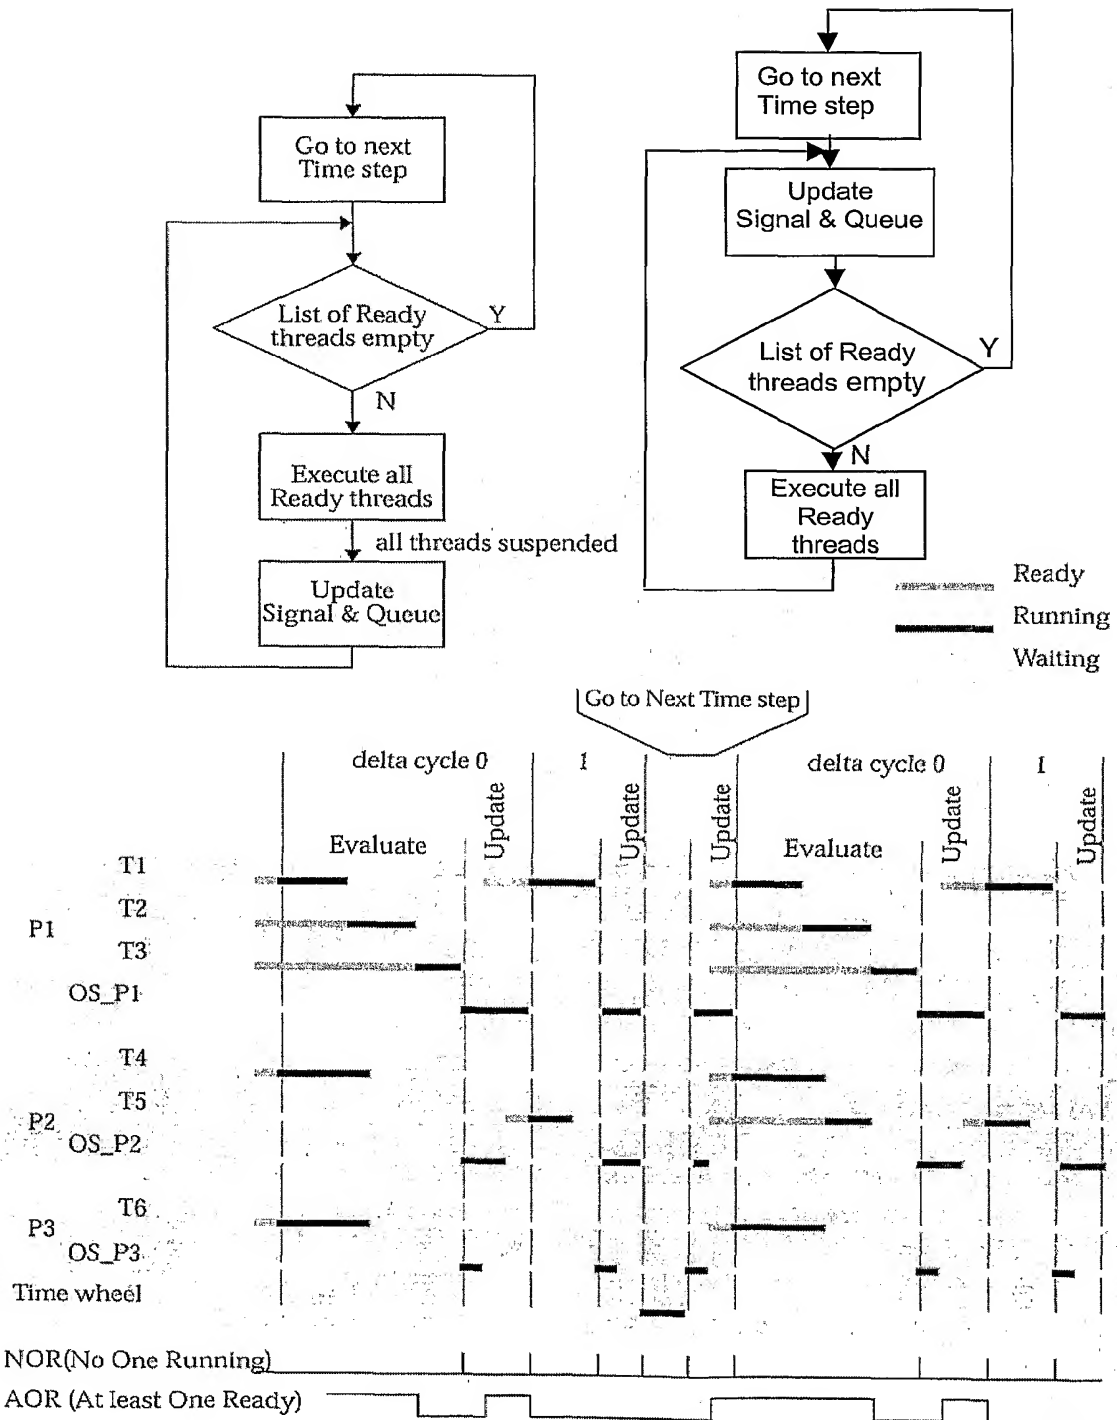 Go to next
Time step
List of Ready
threads empty
Y
N
Execute all
Ready threads
all threads suspended
Update
Signal & Queue
Go to next
Time step
Update
Signal & Queue
List of Ready
threads empty
Y
N
Execute all
Ready
threads
Ready
Running
Waiting
Go to Next Time step
delta cycle 0
1
delta cycle 0
1
Evaluate
Update
Update
Update
Evaluate
Update
Update
T1
T2
P1
T3
OS_P1
T4
T5
P2
OS_P2
T6
P3
OS_P3
Time wheel
NOR(No One Running)
AOR (At least One Ready)